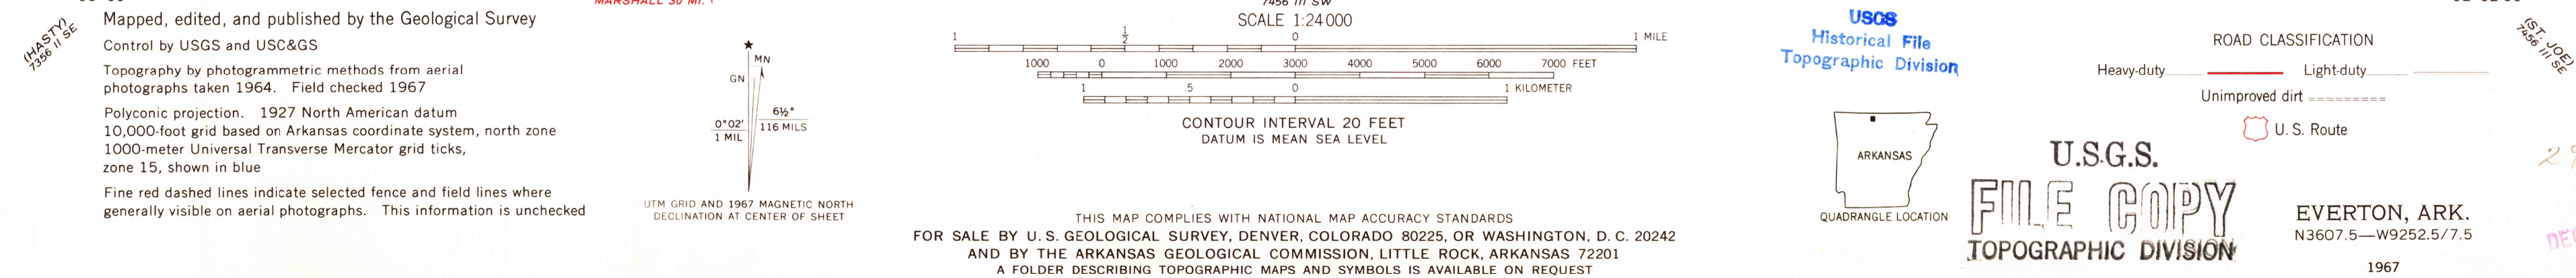 (HASTY)
7356 II SE
Mapped, edited, and published by the Geological Survey
Control by USGS and USC&GS
Topography by photogrammetric methods from aerial
photographs taken 1964. Field checked 1967
Polyconic projection. 1927 North American datum
10,000-foot grid based on Arkansas coordinate system, north zone
1000-meter Universal Transverse Mercator grid ticks,
zone 15, shown in blue
Fine red dashed lines indicate selected fence and field lines where
generally visible on aerial photographs. This information is unchecked
MARSHALL 30 MI.
MN
GN
0°02'
1 MIL
6½°
116 MILS
UTM GRID AND 1967 MAGNETIC NORTH
DECLINATION AT CENTER OF SHEET
7456 III SW
SCALE 1:24 000
1 ½ 0 1 MILE
1000 0 1000 2000 3000 4000 5000 6000 7000 FEET
1 .5 0 1 KILOMETER
CONTOUR INTERVAL 20 FEET
DATUM IS MEAN SEA LEVEL
THIS MAP COMPLIES WITH NATIONAL MAP ACCURACY STANDARDS
FOR SALE BY U. S. GEOLOGICAL SURVEY, DENVER, COLORADO 80225, OR WASHINGTON, D. C. 20242
AND BY THE ARKANSAS GEOLOGICAL COMMISSION, LITTLE ROCK, ARKANSAS 72201
A FOLDER DESCRIBING TOPOGRAPHIC MAPS AND SYMBOLS IS AVAILABLE ON REQUEST
USGS
Historical File
Topographic Division
ARKANSAS
QUADRANGLE LOCATION
U.S.G.S.
FILE COPY
TOPOGRAPHIC DIVISION
ROAD CLASSIFICATION
Heavy-duty Light-duty
Unimproved dirt
U. S. Route
(ST. JOE)
7456 III SE
EVERTON, ARK.
N3607.5—W9252.5/7.5
1967